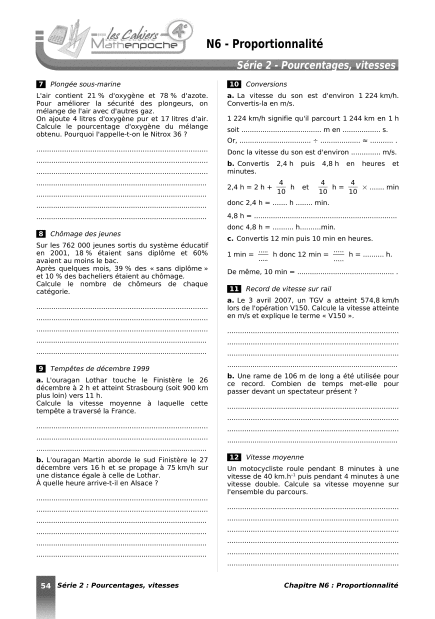 les Cahiers
Mathenpoche
4e
N6 - Proportionnalité
Série 2 - Pourcentages, vitesses
7 Plongée sous-marine
L'air contient 21 % d'oxygène et 78 % d'azote.
Pour améliorer la sécurité des plongeurs, on
mélange de l'air avec d'autres gaz.
On ajoute 4 litres d'oxygène pur et 17 litres d'air.
Calcule le pourcentage d'oxygène du mélange
obtenu. Pourquoi l'appelle-t-on le Nitrox 36 ?
8 Chômage des jeunes
Sur les 762 000 jeunes sortis du système éducatif
en 2001, 18 % étaient sans diplôme et 60%
avaient au moins le bac.
Après quelques mois, 39 % des « sans diplôme »
et 10 % des bacheliers étaient au chômage.
Calcule le nombre de chômeurs de chaque
catégorie.
9 Tempêtes de décembre 1999
a. L'ouragan Lothar touche le Finistère le 26
décembre à 2 h et atteint Strasbourg (soit 900 km
plus loin) vers 11 h.
Calcule la vitesse moyenne à laquelle cette
tempête a traversé la France.
b. L'ouragan Martin aborde le sud Finistère le 27
décembre vers 16 h et se propage à 75 km/h sur
une distance égale à celle de Lothar.
À quelle heure arrive-t-il en Alsace ?
10 Conversions
a. La vitesse du son est d'environ 1 224 km/h.
Convertis-la en m/s.
1 224 km/h signifie qu'il parcourt 1 244 km en 1 h
soit ........................................ m en .................. s.
Or, .................................... ÷ .................... ≈ ........... .
Donc la vitesse du son est d'environ .............. m/s.
b. Convertis 2,4 h puis 4,8 h en heures et
minutes.
2,4 h = 2 h + 4/10 h et 4/10 h = 4/10 × ....... min
donc 2,4 h = ....... h ........ min.
4,8 h = .......................................................................
donc 4,8 h = .......... h..........min.
c. Convertis 12 min puis 10 min en heures.
1 min = ..... / ..... h donc 12 min = ..... / ..... h = .......... h.
De même, 10 min = ................................................ .
11 Record de vitesse sur rail
a. Le 3 avril 2007, un TGV a atteint 574,8 km/h
lors de l'opération V150. Calcule la vitesse atteinte
en m/s et explique le terme « V150 ».
b. Une rame de 106 m de long a été utilisée pour
ce record. Combien de temps met-elle pour
passer devant un spectateur présent ?
12 Vitesse moyenne
Un motocycliste roule pendant 8 minutes à une
vitesse de 40 km.h⁻¹ puis pendant 4 minutes à une
vitesse double. Calcule sa vitesse moyenne sur
l'ensemble du parcours.
54 Série 2 : Pourcentages, vitesses
Chapitre N6 : Proportionnalité